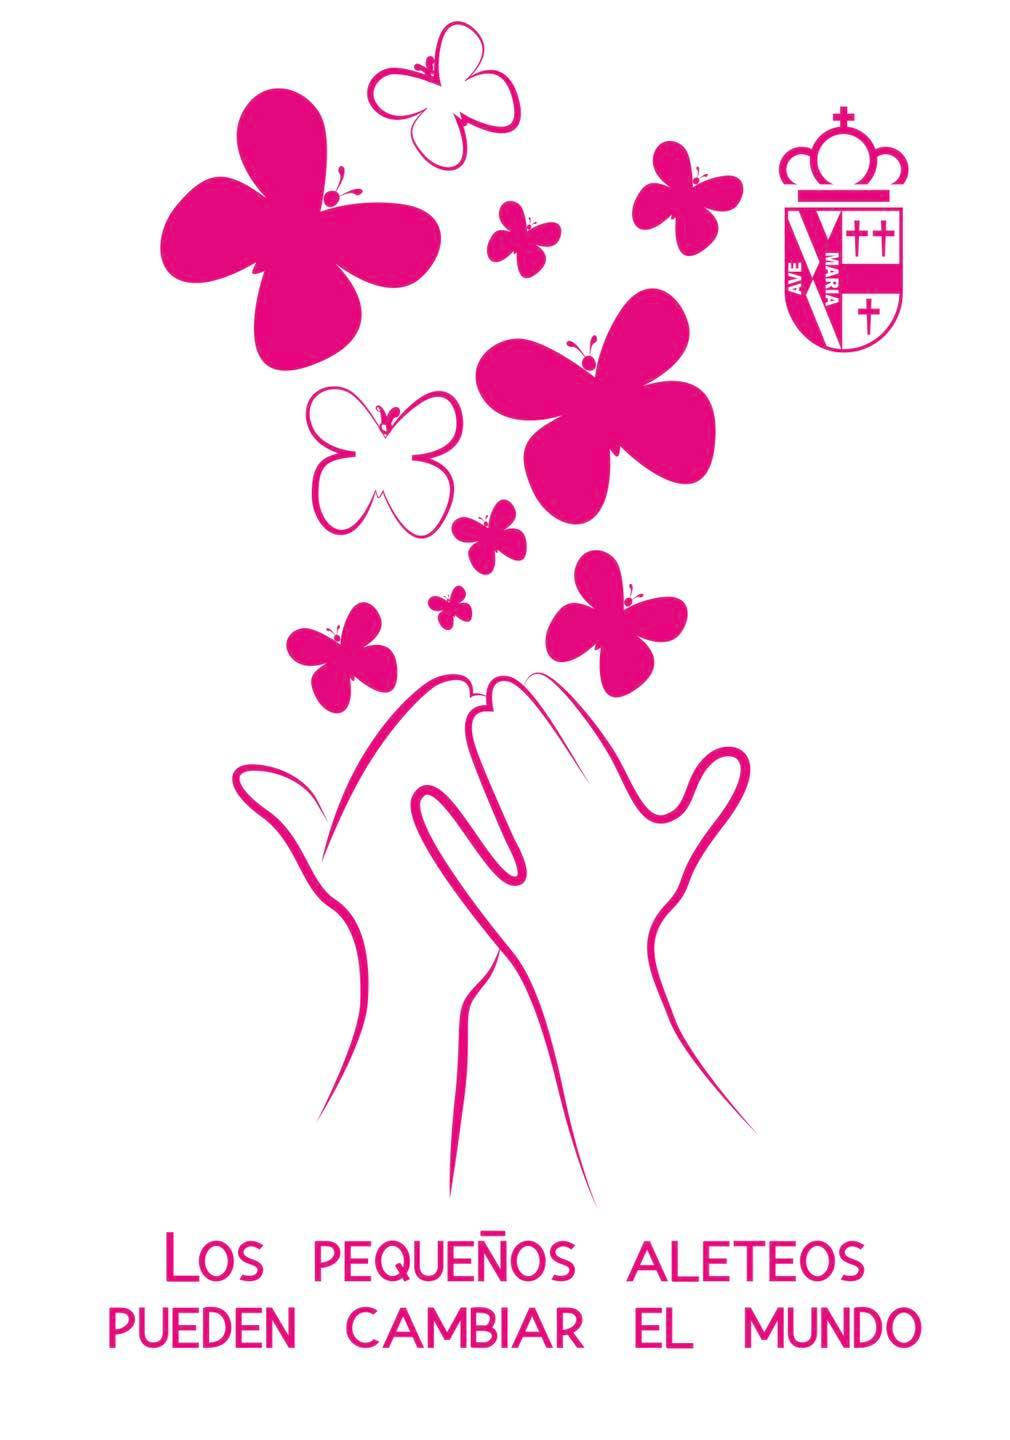 AVE
MARIA
LOS PEQUEÑOS ALETEOS
PUEDEN CAMBIAR EL MUNDO